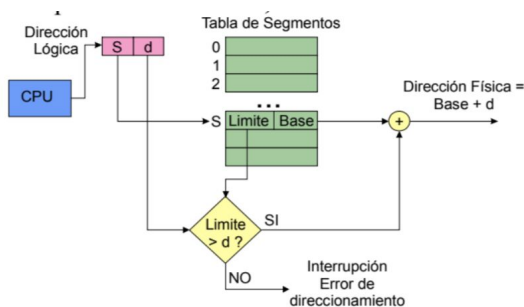 Dirección
Lógica
S d
Tabla de Segmentos
0
1
2
CPU
...
S Limite Base
+
Dirección Física =
Base + d
Limite
> d ?
SI
NO
Interrupción
Error de
direccionamiento